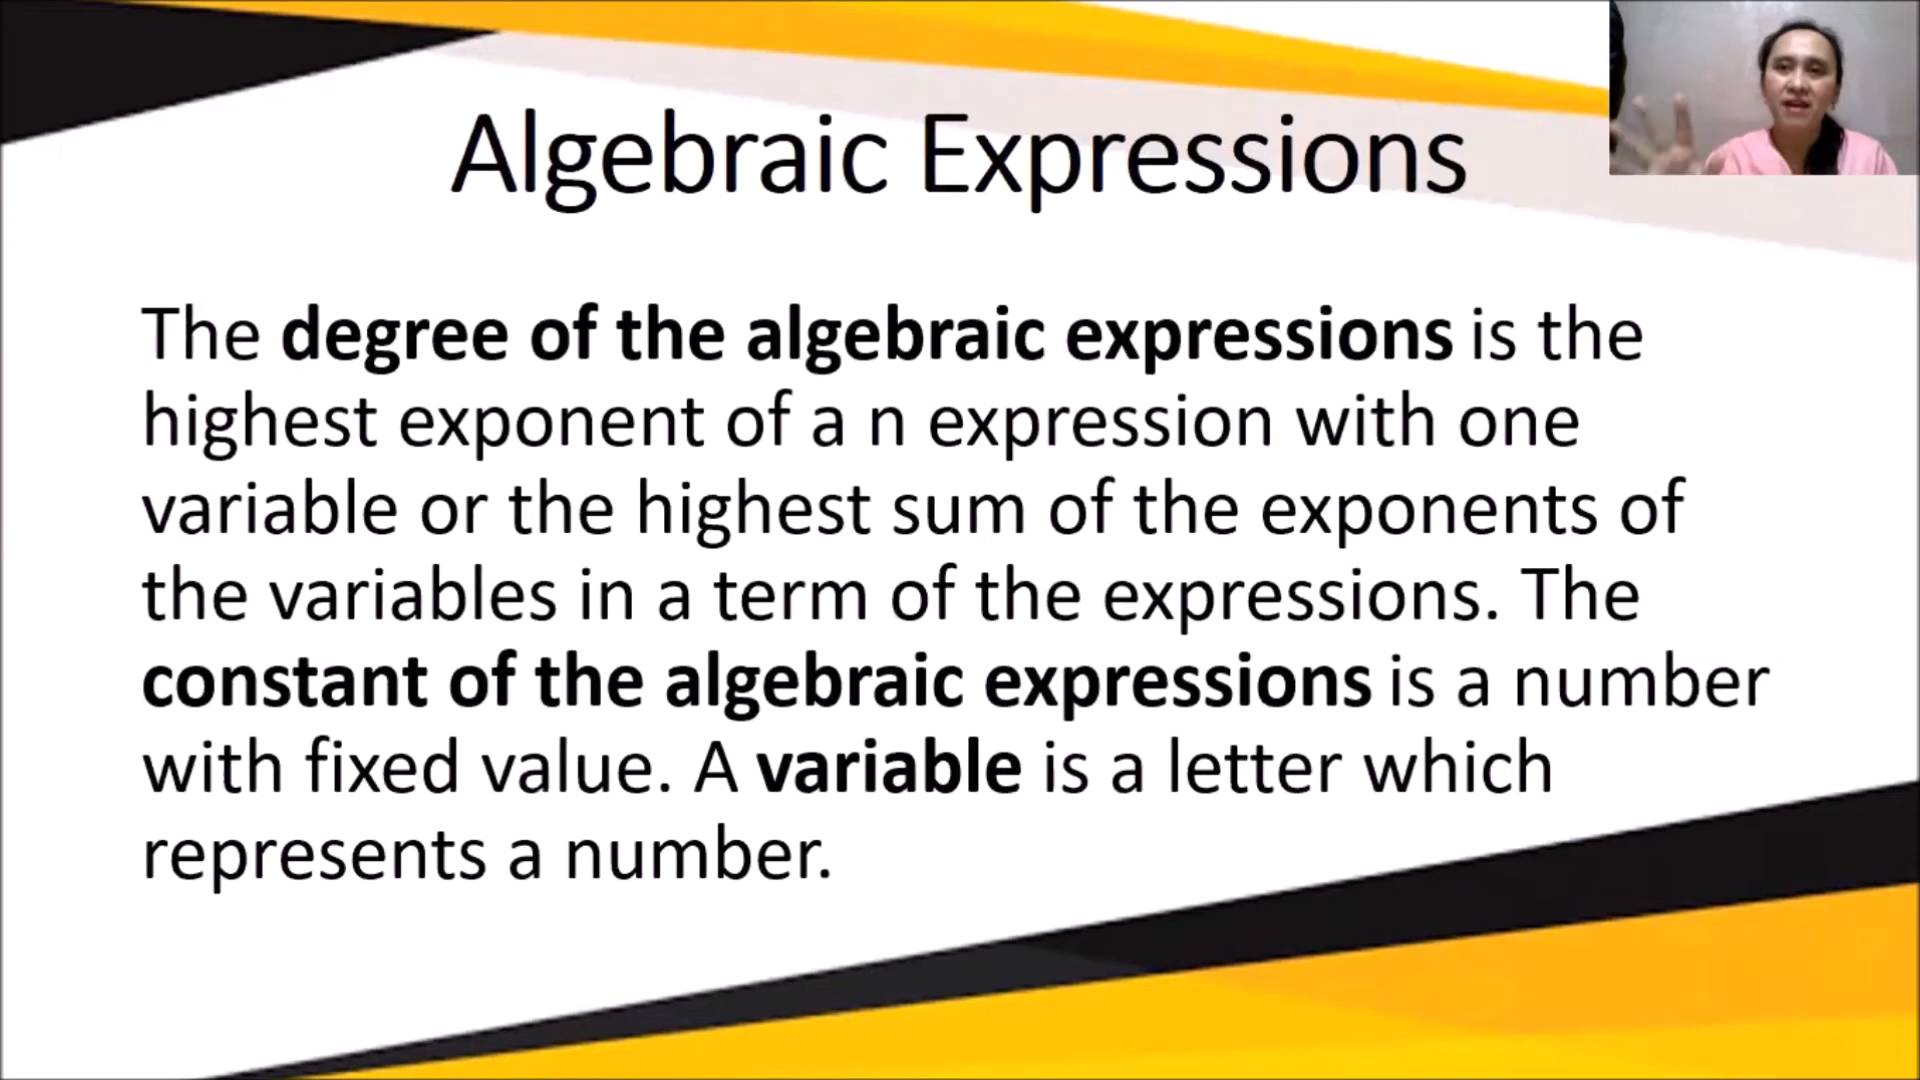 Algebraic Expressions
The degree of the algebraic expressions is the
highest exponent of a n expression with one
variable or the highest sum of the exponents of
the variables in a term of the expressions. The
constant of the algebraic expressions is a number
with fixed value. A variable is a letter which
represents a number.